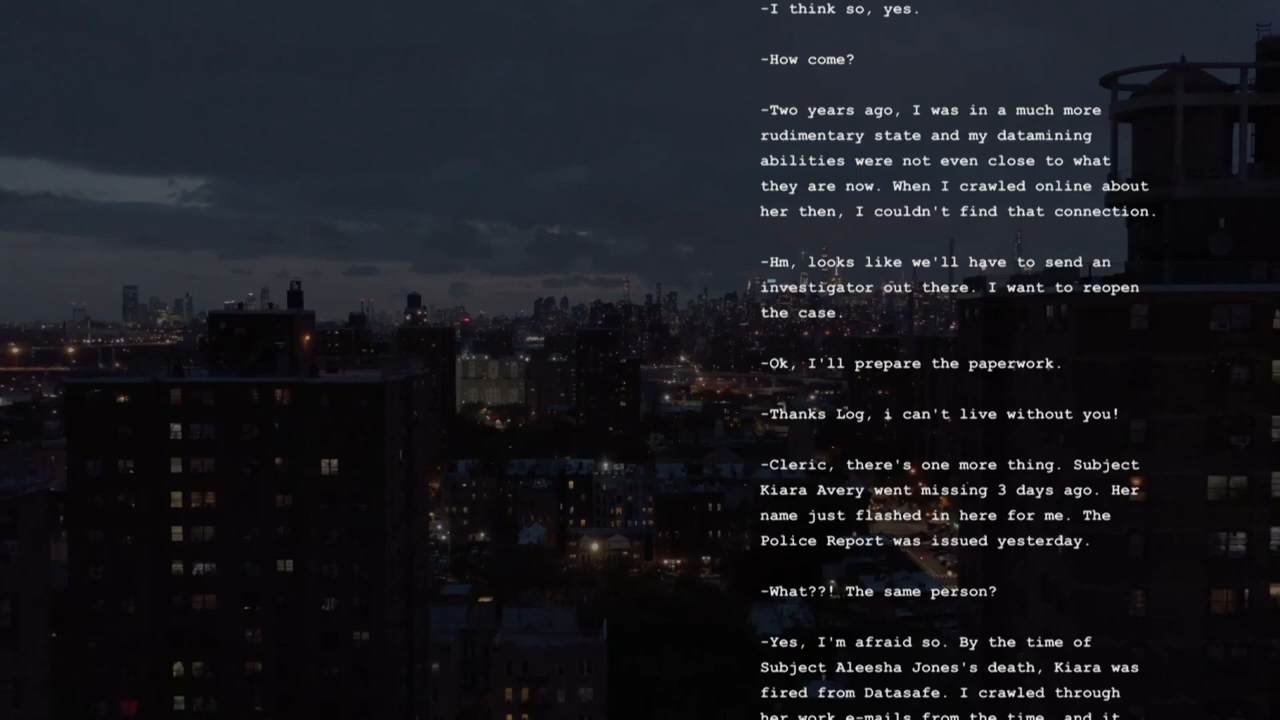 -I think so, yes.
-How come?
-Two years ago, I was in a much more
rudimentary state and my datamining
abilities were not even close to what
they are now. When I crawled online about
her then, I couldn't find that connection.
-Hm, looks like we'll have to send an
investigator out there. I want to reopen
the case.
-Ok, I'll prepare the paperwork.
-Thanks Log, i can't live without you!
-Cleric, there's one more thing. Subject
Kiara Avery went missing 3 days ago. Her
name just flashed in here for me. The
Police Report was issued yesterday.
-What??! The same person?
-Yes, I'm afraid so. By the time of
Subject Aleesha Jones's death, Kiara was
fired from Datasafe. I crawled through
her work e-mails from the time, and it